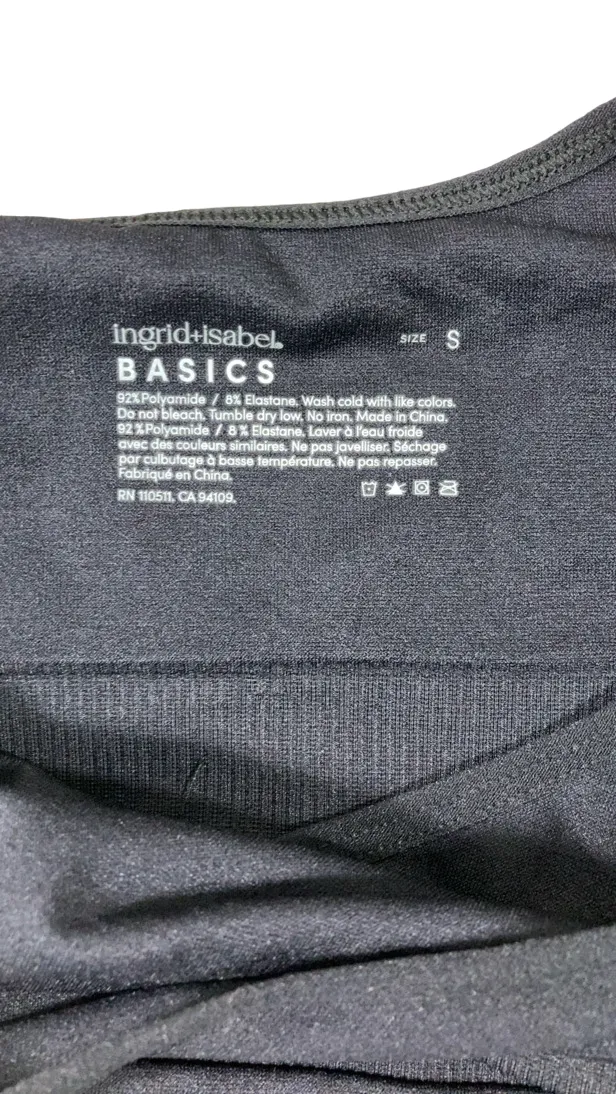 ingrid+isabel.
SIZE S
BASICS
92% Polyamide / 8% Elastane. Wash cold with like colors.
Do not bleach. Tumble dry low. No iron. Made in China.
92% Polyamide / 8% Elastane. Laver à l'eau froide
avec des couleurs similaires. Ne pas javelliser. Séchage
par culbutage à basse température. Ne pas repasser.
Fabriqué en China.
RN 110511. CA 94109.